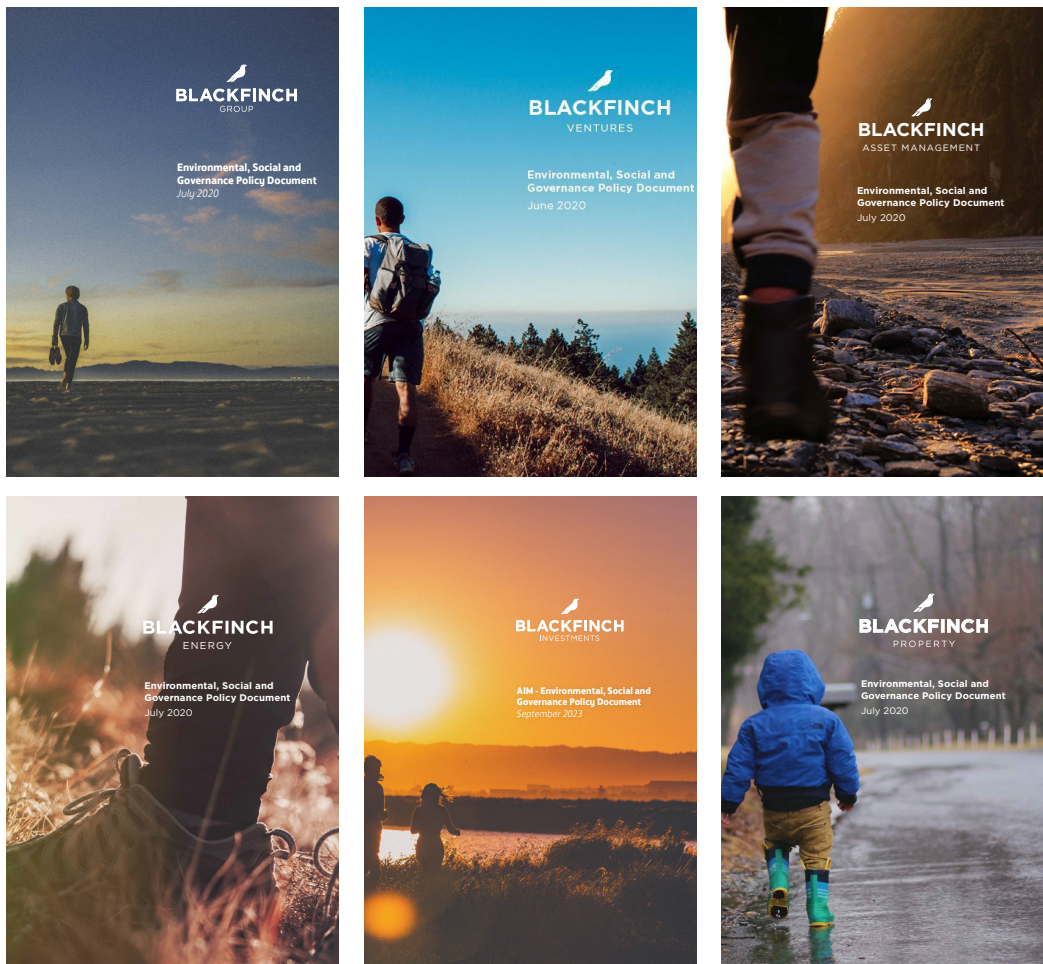 BLACKFINCH
GROUP
Environmental, Social and
Governance Policy Document
July 2020
BLACKFINCH
VENTURES
Environmental, Social and
Governance Policy Document
June 2020
BLACKFINCH
ASSET MANAGEMENT
Environmental, Social and
Governance Policy Document
July 2020
BLACKFINCH
ENERGY
Environmental, Social and
Governance Policy Document
July 2020
BLACKFINCH
INVESTMENTS
AIM - Environmental, Social and
Governance Policy Document
September 2023
BLACKFINCH
PROPERTY
Environmental, Social and
Governance Policy Document
July 2020